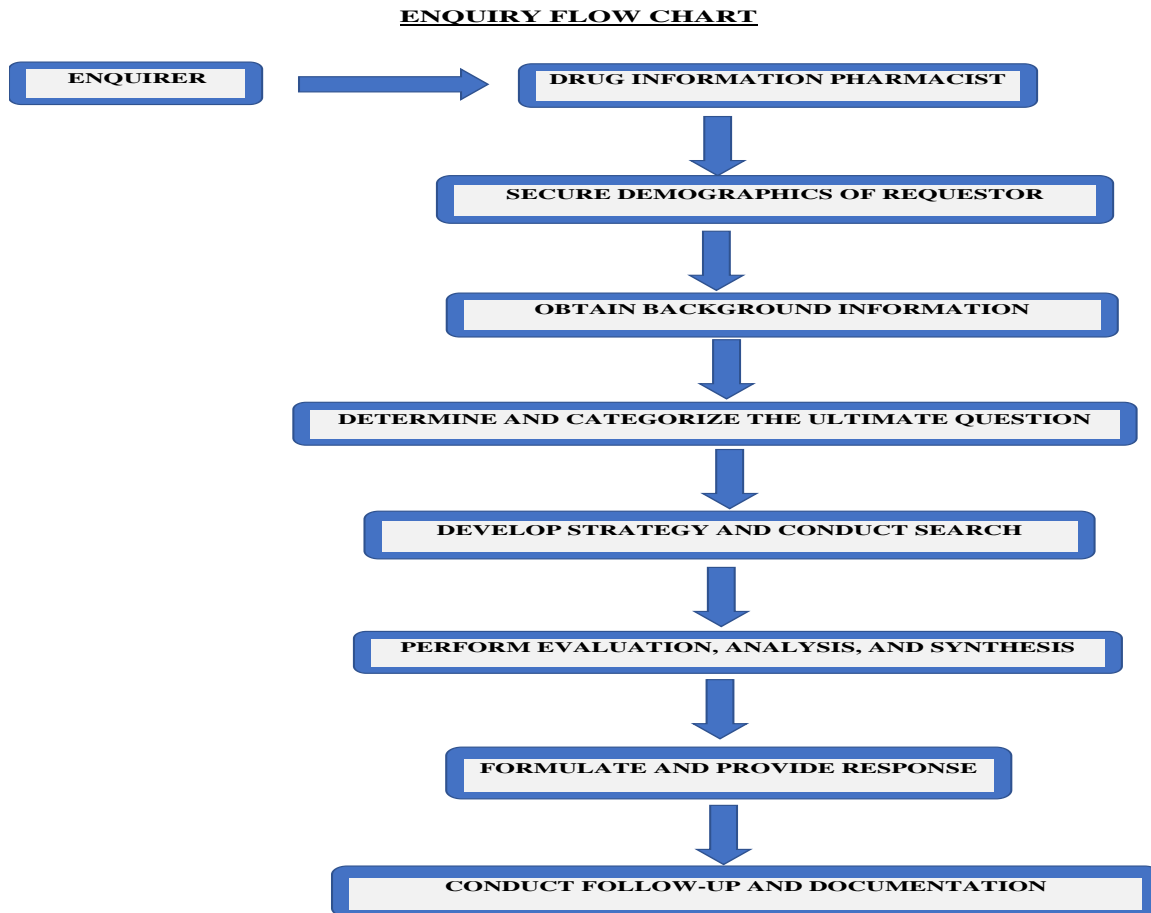 ENQUIRY FLOW CHART
ENQUIRER
DRUG INFORMATION PHARMACIST
SECURE DEMOGRAPHICS OF REQUESTOR
OBTAIN BACKGROUND INFORMATION
DETERMINE AND CATEGORIZE THE ULTIMATE QUESTION
DEVELOP STRATEGY AND CONDUCT SEARCH
PERFORM EVALUATION, ANALYSIS, AND SYNTHESIS
FORMULATE AND PROVIDE RESPONSE
CONDUCT FOLLOW-UP AND DOCUMENTATION